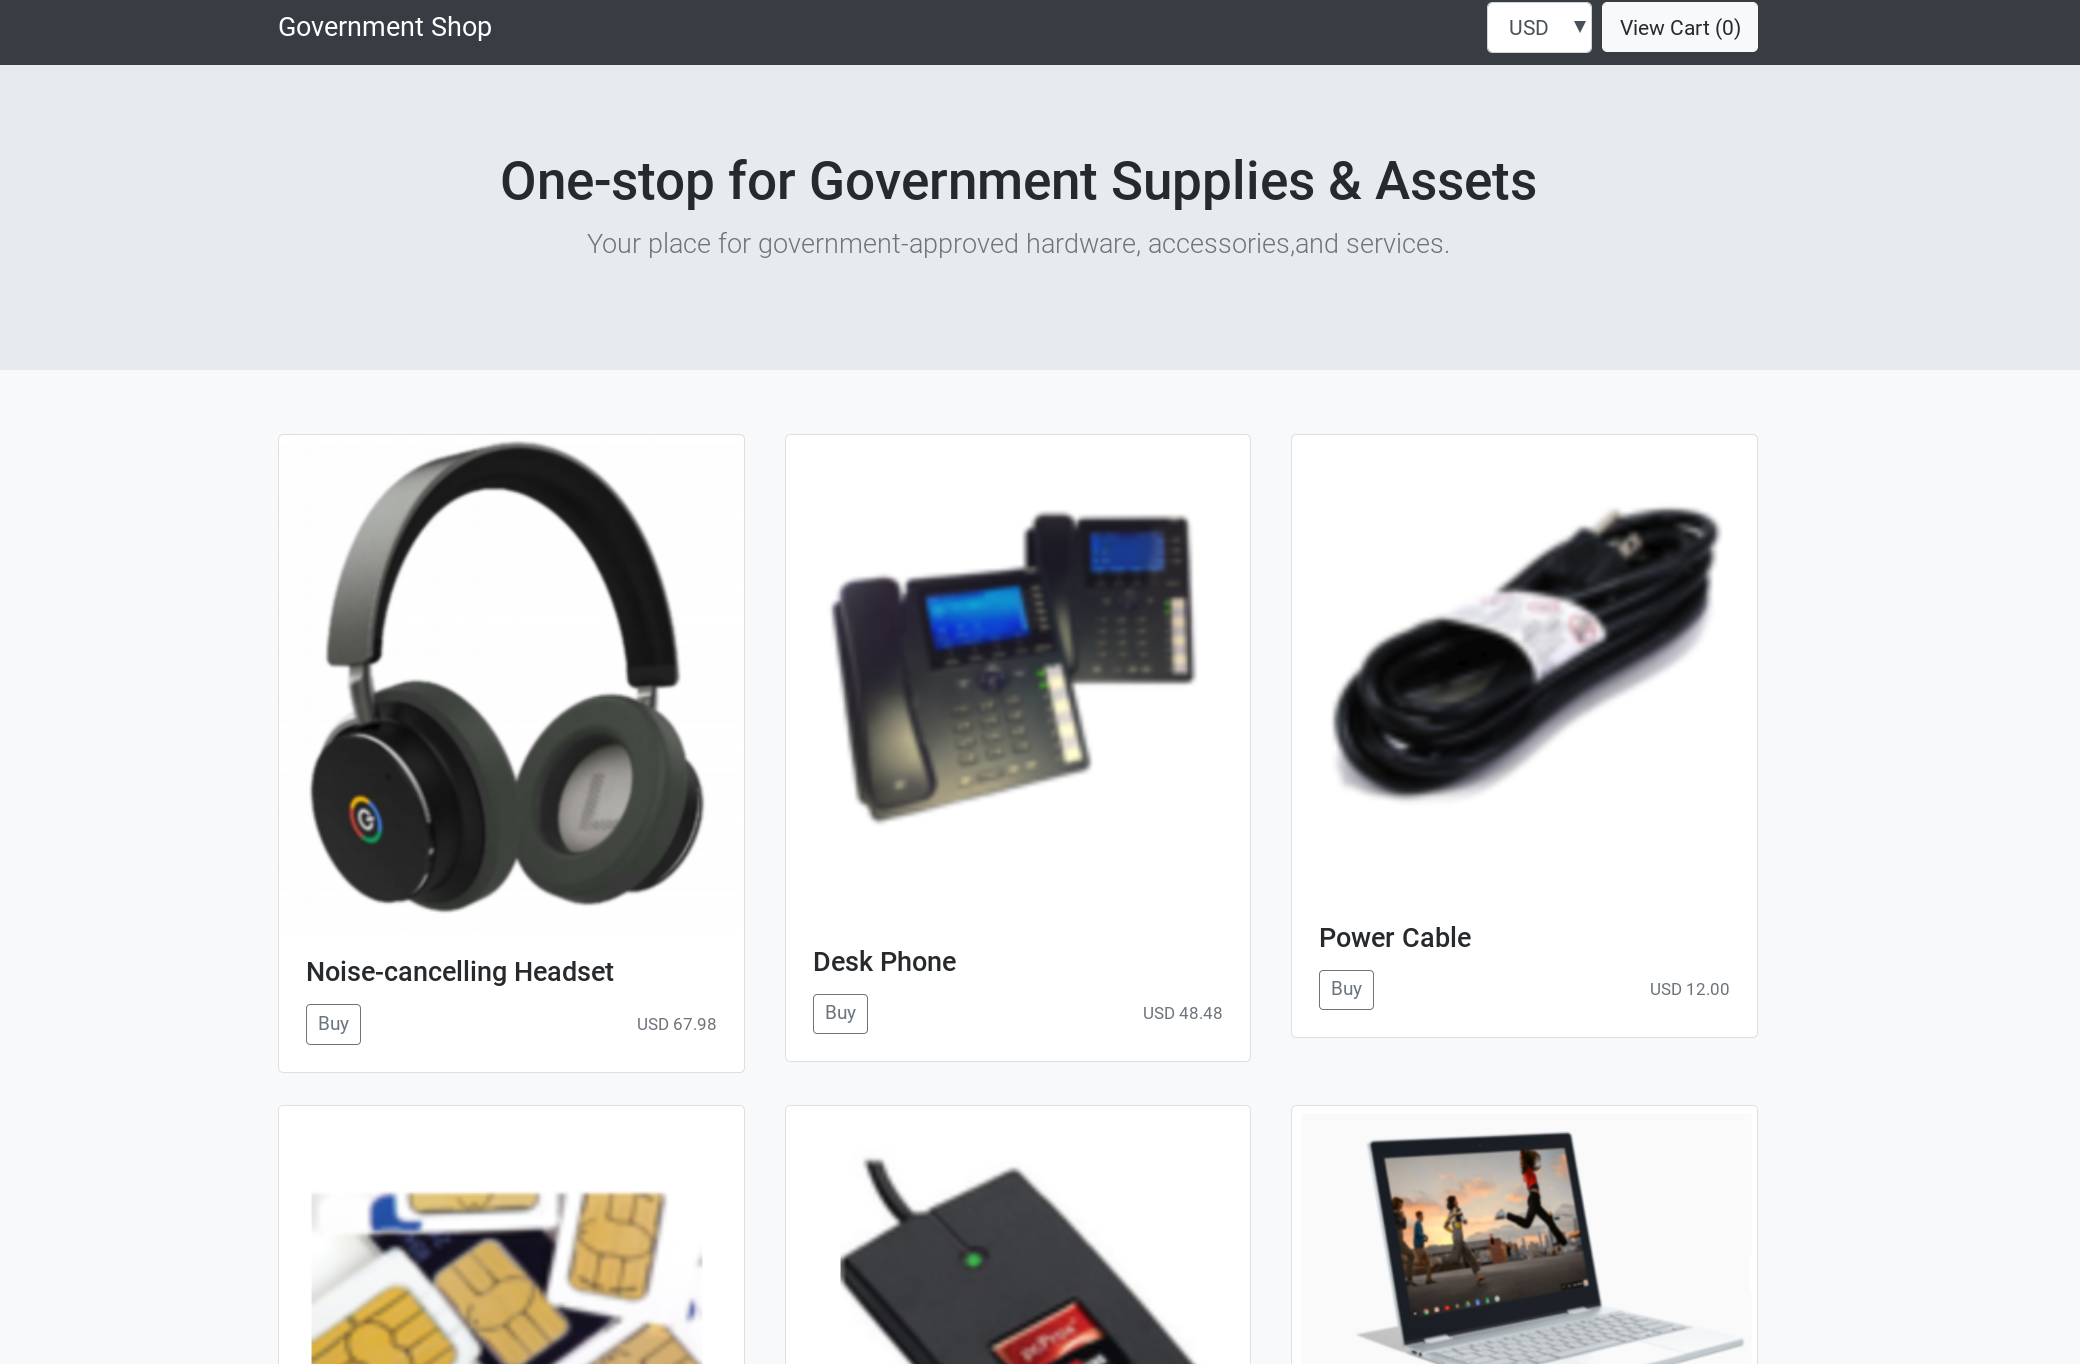 Government Shop
USD
View Cart (0)
One-stop for Government Supplies & Assets
Your place for government-approved hardware, accessories,and services.
Noise-cancelling Headset
Buy
USD 67.98
Desk Phone
Buy
USD 48.48
Power Cable
Buy
USD 12.00
pcProx